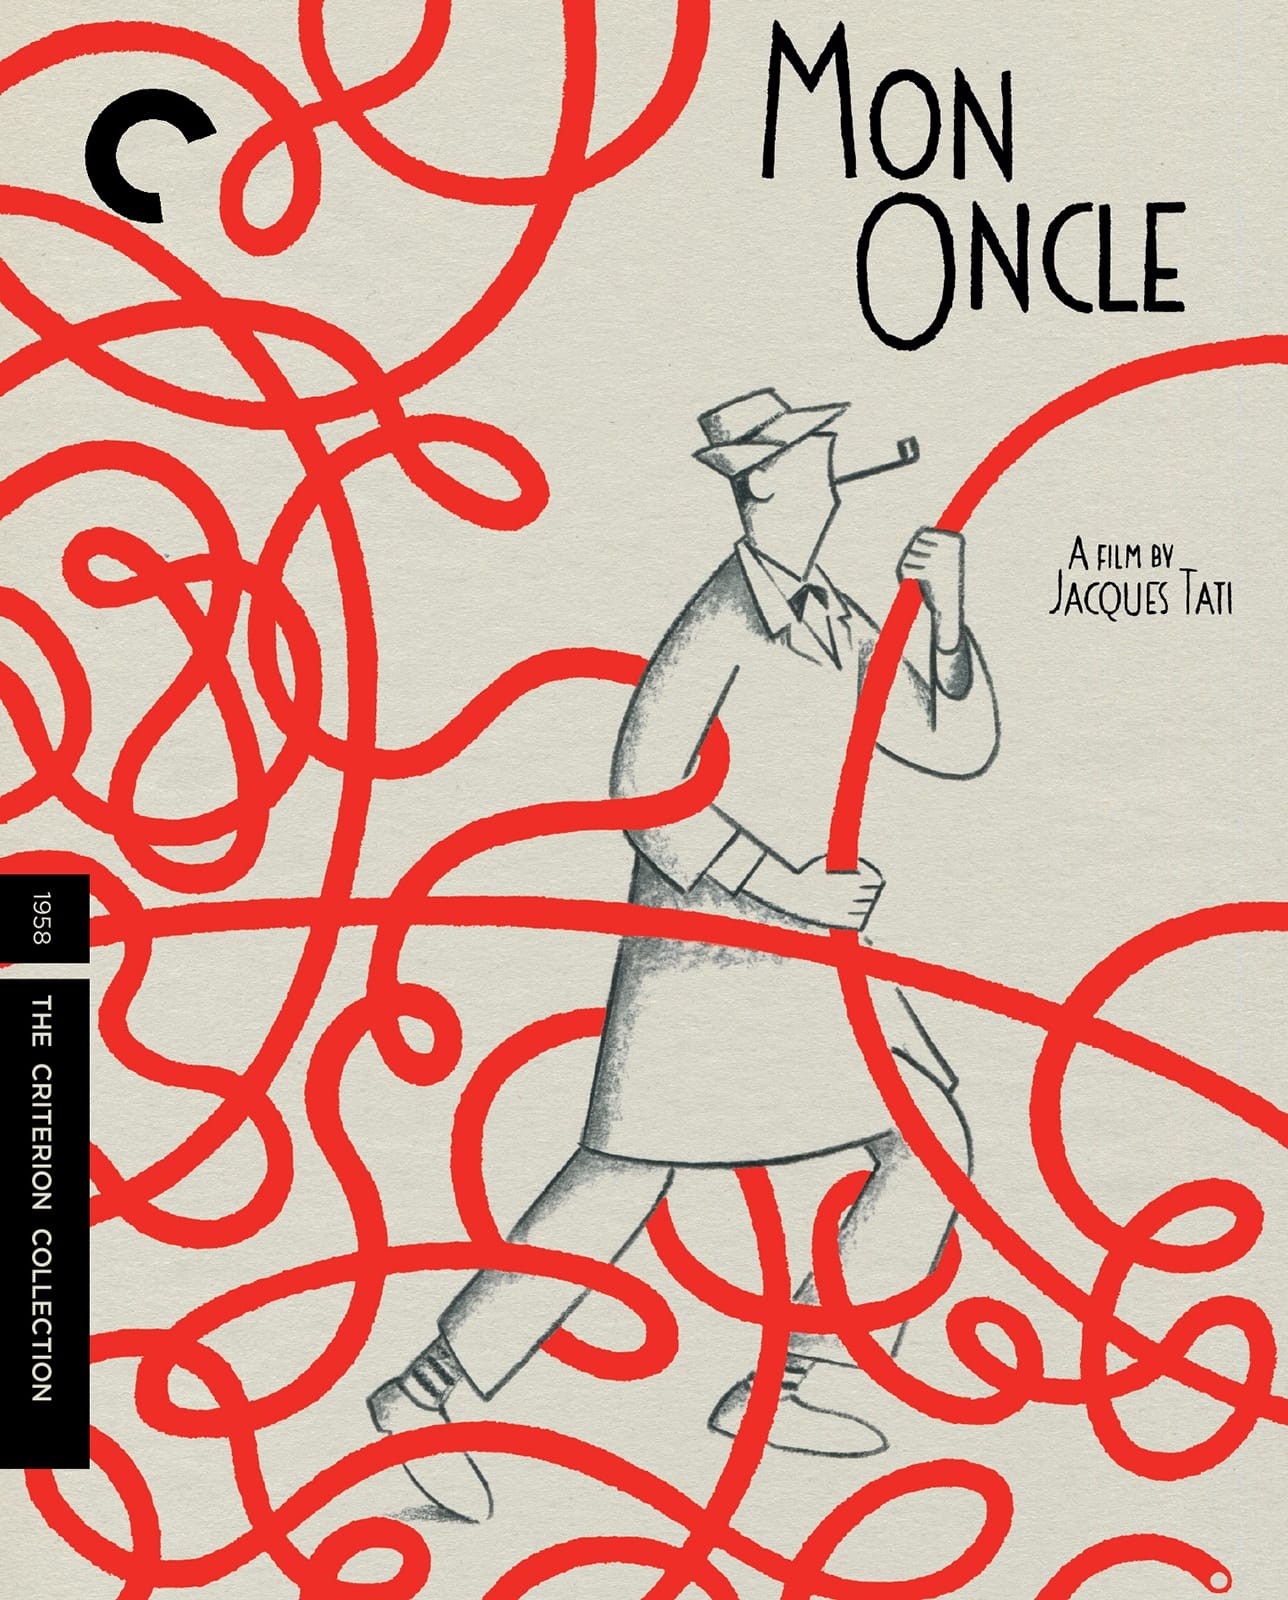 MON
ONCLE
A FILM BY
JACQUES TATI
1958
THE CRITERION COLLECTION